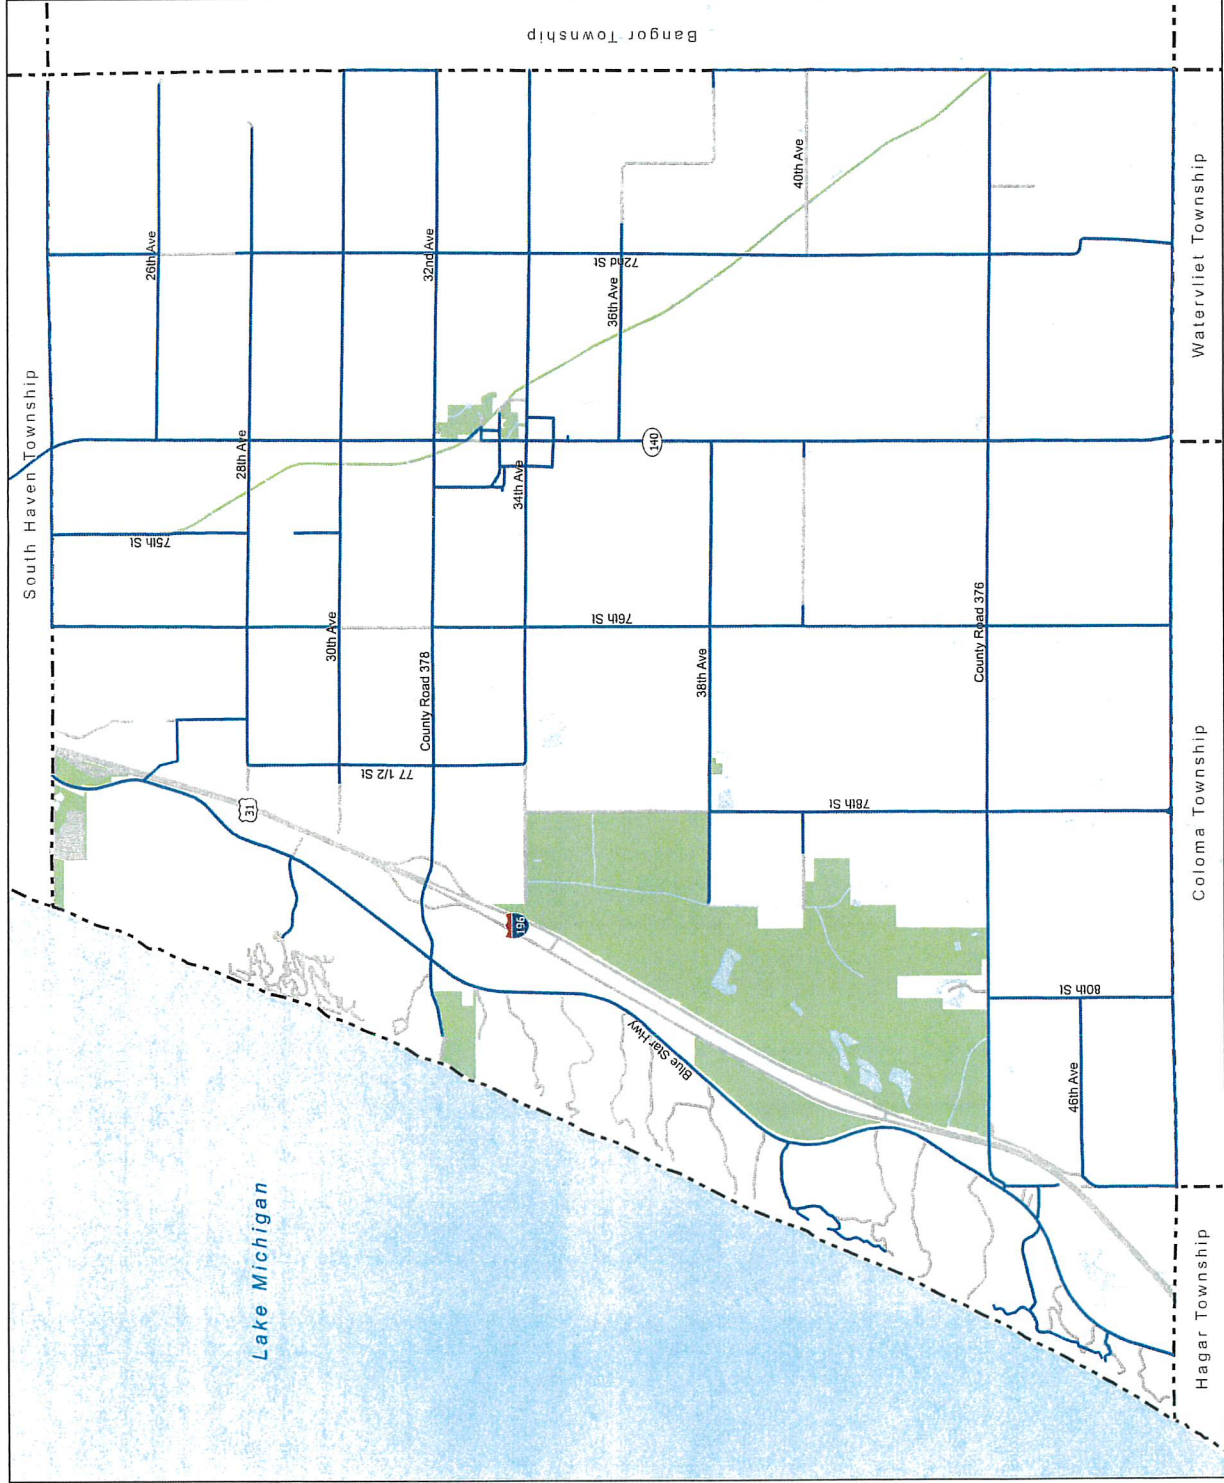 Bangor Township
South Haven Township
Watervliet Township
Coloma Township
Hagar Township
Lake Michigan
26th Ave
28th Ave
30th Ave
32nd Ave
County Road 378
34th Ave
36th Ave
38th Ave
40th Ave
County Road 376
46th Ave
72nd St
75th St
76th St
77 1/2 St
78th St
80th St
Blue Star Hwy
140
31
196